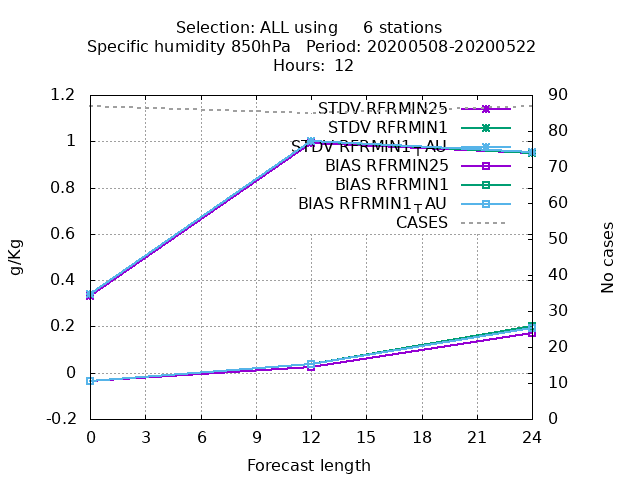 Selection: ALL using     6 stations
Specific humidity 850hPa   Period: 20200508-20200522
Hours: 12
1.2
1
0.8
0.6
0.4
0.2
0
-0.2
g/Kg
STDV RFRMIN25
STDV RFRMIN1
STDV RFRMIN1_TAU
BIAS RFRMIN25
BIAS RFRMIN1
BIAS RFRMIN1_TAU
CASES
90
80
70
60
50
40
30
20
10
0
No cases
0 3 6 9 12 15 18 21 24
Forecast length